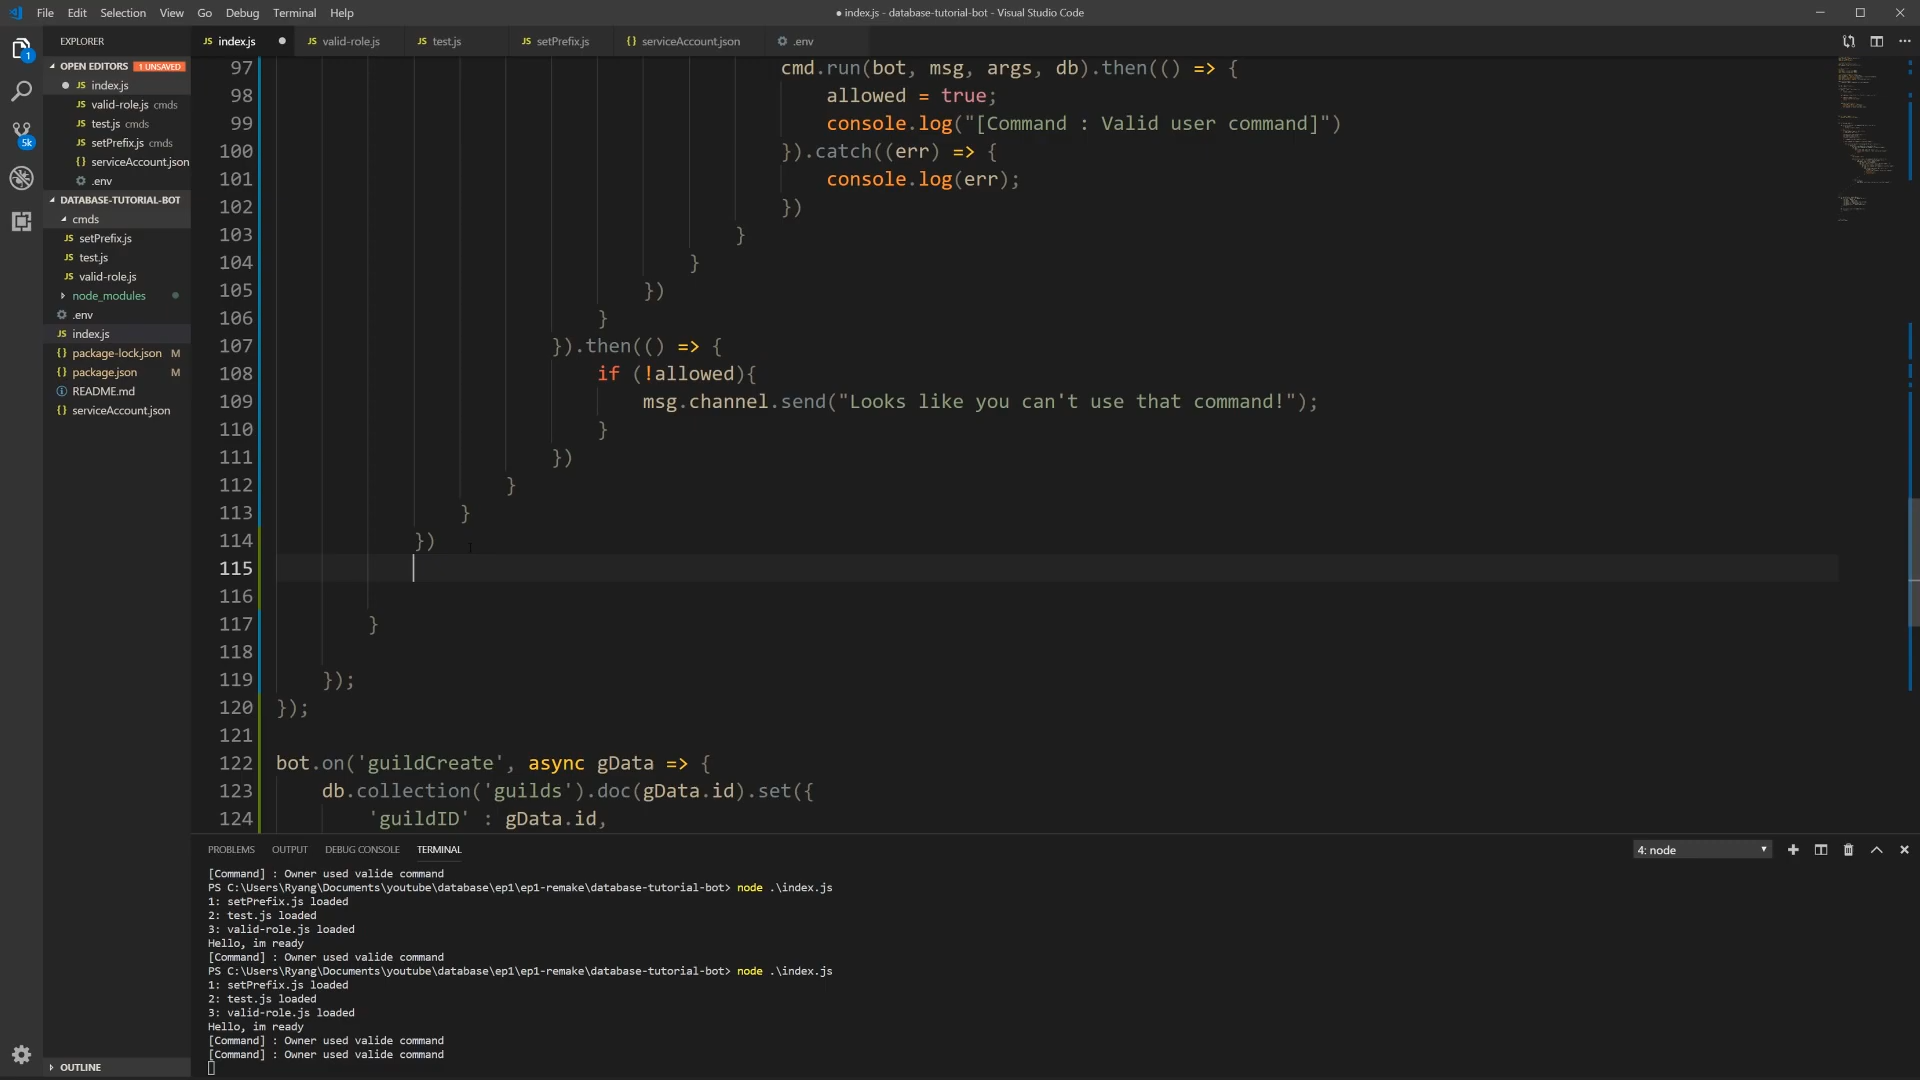 File Edit Selection View Go Debug Terminal Help
● index.js - database-tutorial-bot - Visual Studio Code
EXPLORER
JS index.js ●
JS valid-role.js
JS test.js
JS setPrefix.js
{} serviceAccount.json
.env
OPEN EDITORS 1 UNSAVED
● JS index.js
JS valid-role.js cmds
JS test.js cmds
JS setPrefix.js cmds
{} serviceAccount.json
.env
DATABASE-TUTORIAL-BOT
cmds
JS setPrefix.js
JS test.js
JS valid-role.js
node_modules
.env
JS index.js
{} package-lock.json M
{} package.json M
README.md
{} serviceAccount.json
OUTLINE
1
5k
97 cmd.run(bot, msg, args, db).then(() => {
98 allowed = true;
99 console.log("[Command : Valid user command]")
100 }).catch((err) => {
101 console.log(err);
102 })
103 }
104 }
105 })
106 }
107 }).then(() => {
108 if (!allowed){
109 msg.channel.send("Looks like you can't use that command!");
110 }
111 })
112 }
113 }
114 })
115
116
117 }
118
119 });
120 });
121
122 bot.on('guildCreate', async gData => {
123 db.collection('guilds').doc(gData.id).set({
124 'guildID' : gData.id,
PROBLEMS OUTPUT DEBUG CONSOLE TERMINAL
4: node
[Command] : Owner used valide command
PS C:\Users\Ryang\Documents\youtube\database\ep1\ep1-remake\database-tutorial-bot> node .\index.js
1: setPrefix.js loaded
2: test.js loaded
3: valid-role.js loaded
Hello, im ready
[Command] : Owner used valide command
PS C:\Users\Ryang\Documents\youtube\database\ep1\ep1-remake\database-tutorial-bot> node .\index.js
1: setPrefix.js loaded
2: test.js loaded
3: valid-role.js loaded
Hello, im ready
[Command] : Owner used valide command
[Command] : Owner used valide command